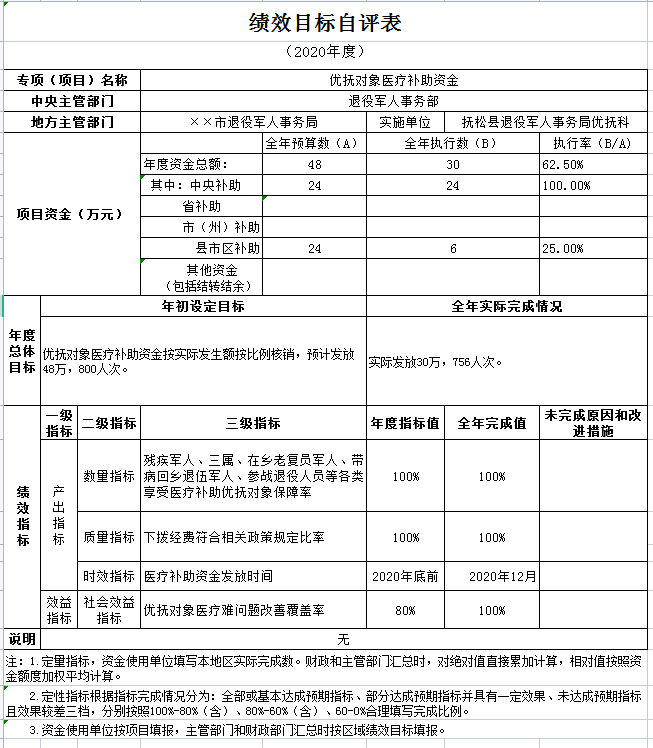 绩效目标自评表
（2020年度）
专项（项目）名称 优抚对象医疗补助资金
中央主管部门 退役军人事务部
地方主管部门 ××市退役军人事务局 实施单位 抚松县退役军人事务局优抚科
项目资金（万元） 全年预算数（A） 全年执行数（B） 执行率（B/A）
年度资金总额： 48 30 62.50%
其中：中央补助 24 24 100.00%
省补助
市（州）补助
县市区补助 24 6 25.00%
其他资金
（包括结转结余）
年度
总体
目标
年初设定目标 全年实际完成情况
优抚对象医疗补助资金按实际发生额按比例核销，预计发放
48万，800人次。
实际发放30万，756人次。
绩
效
指
标
一级
指标
二级指标 三级指标 年度指标值 全年完成值 未完成原因和改
进措施
产
出
指
标
数量指标
残疾军人、三属、在乡老复员军人、带
病回乡退伍军人、参战退役人员等各类
享受医疗补助优抚对象保障率
100% 100%
质量指标 下拨经费符合相关政策规定比率 100% 100%
时效指标 医疗补助资金发放时间 2020年底前 2020年12月
效益
指标
社会效益
指标
优抚对象医疗难问题改善覆盖率 80% 100%
说明 无
注：1.定量指标，资金使用单位填写本地区实际完成数。财政和主管部门汇总时，对绝对值直接累加计算，相对值按照资
金额度加权平均计算。
2.定性指标根据指标完成情况分为：全部或基本达成预期指标、部分达成预期指标并具有一定效果、未达成预期指标
且效果较差三档，分别按照100%-80%（含）、80%-60%（含）、60-0%合理填写完成比例。
3.资金使用单位按项目填报，主管部门和财政部门汇总时按区域绩效目标填报。